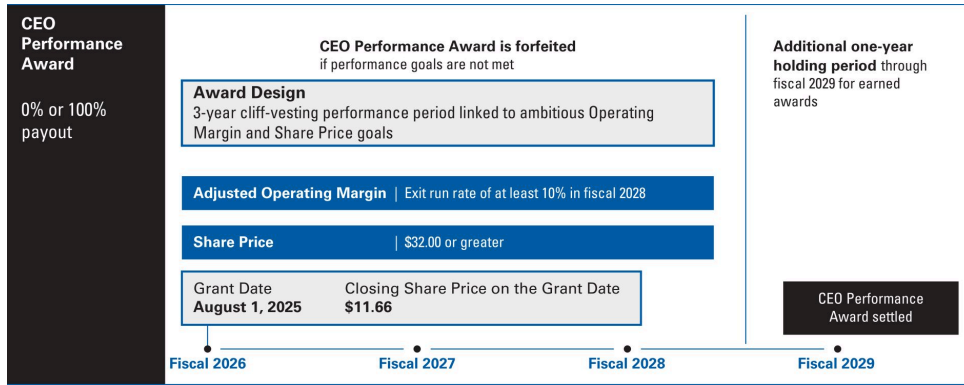 CEO
Performance
Award
0% or 100%
payout
CEO Performance Award is forfeited
if performance goals are not met
Award Design
3-year cliff-vesting performance period linked to ambitious Operating
Margin and Share Price goals
Adjusted Operating Margin | Exit run rate of at least 10% in fiscal 2028
Share Price | $32.00 or greater
Grant Date Closing Share Price on the Grant Date
August 1, 2025 $11.66
Additional one-year
holding period through
fiscal 2029 for earned
awards
CEO Performance
Award settled
Fiscal 2026 Fiscal 2027 Fiscal 2028 Fiscal 2029